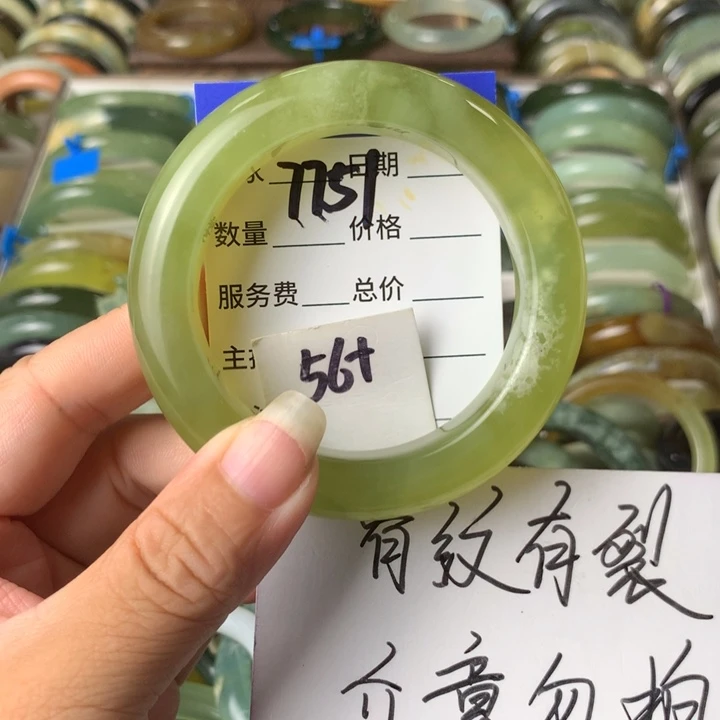 7751
日期
数量 价格
服务费 总价
主
56+
有纹有裂
介意勿拍